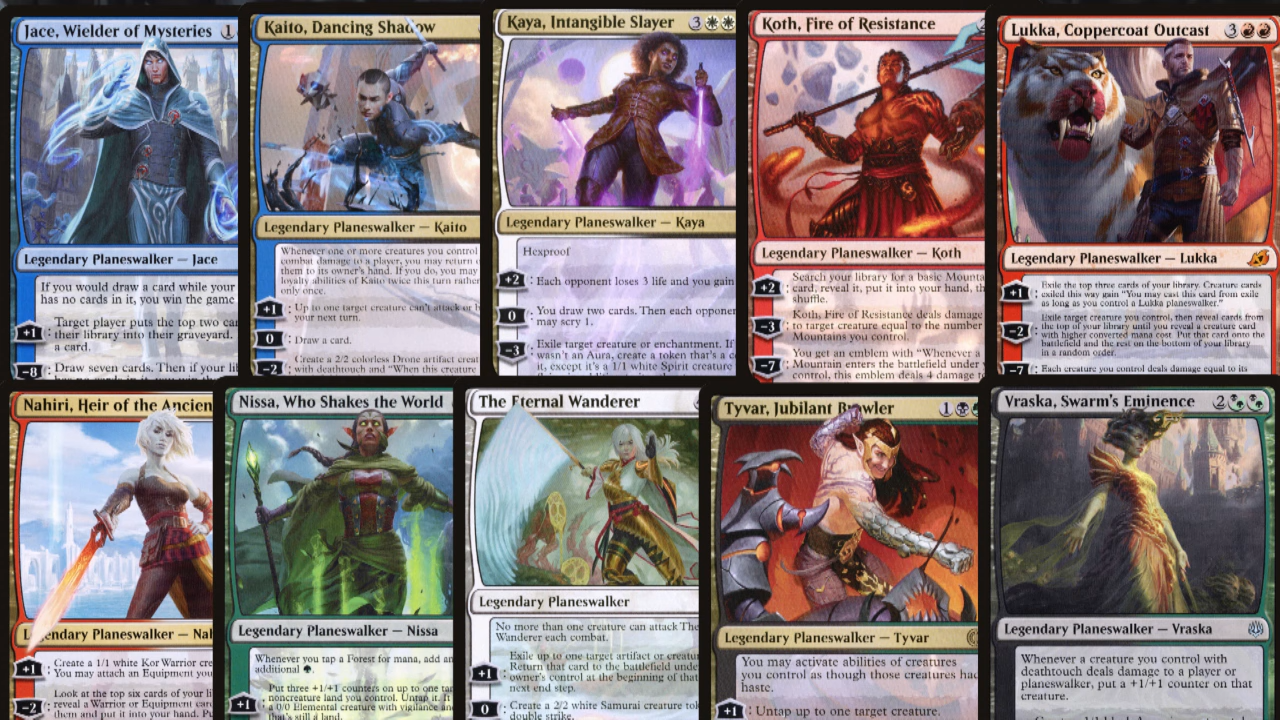 Jace, Wielder of Mysteries 1
Legendary Planeswalker — Jace
If you would draw a card while your
has no cards in it, you win the game
+1: Target player puts the top two car
their library into their graveyard.
a card.
-8: Draw seven cards. Then if your lib
has no cards in it, you win the
Kaito, Dancing Shadow
Legendary Planeswalker — Kaito
Whenever one or more creatures you control
combat damage to a player, you may return
them to its owner's hand. If you do, you may
loyalty abilities of Kaito twice this turn rather
only once.
+1: Up to one target creature can't attack or b
your next turn.
0: Draw a card.
Create a 2/2 colorless Drone artifact creat
-2: with deathtouch and "When this creature
Kaya, Intangible Slayer 3
Legendary Planeswalker — Kaya
Hexproof
+2: Each opponent loses 3 life and you gain
0: You draw two cards. Then each opponen
may scry 1.
-3: Exile target creature or enchantment. If
wasn't an Aura, create a token that's a c
it, except it's a 1/1 white Spirit creature
Koth, Fire of Resistance
Legendary Planeswalker — Koth
Search your library for a basic Mounta
+2: card, reveal it, put it into your hand, th
shuffle.
Koth, Fire of Resistance deals damage
-3: to target creature equal to the number
Mountains you control.
You get an emblem with "Whenever a
-7: Mountain enters the battlefield under
control, this emblem deals 4 damage t
Lukka, Coppercoat Outcast 3
Legendary Planeswalker — Lukka
Exile the top three cards of your library. Creature cards
+1: exiled this way gain "You may cast this card from exile
as long as you control a Lukka planeswalker."
Exile target creature you control, then reveal cards from
-2: the top of your library until you reveal a creature card
with higher converted mana cost. Put that card onto the
battlefield and the rest on the bottom of your library
in a random order.
-7: Each creature you control deals damage equal to its
Nahiri, Heir of the Ancien
Legendary Planeswalker — Nah
+1: Create a 1/1 white Kor Warrior cre
You may attach an Equipment you
Look at the top six cards of your li
-2: reveal a Warrior or Equipment card
them and put it into your hand. Pu
Nissa, Who Shakes the World
Legendary Planeswalker — Nissa
Whenever you tap a Forest for mana, add an
additional
Put three +1/+1 counters on up to one tar
+1: noncreature land you control. Untap it. It
a 0/0 Elemental creature with vigilance and
that's still a land.
The Eternal Wanderer
Legendary Planeswalker
No more than one creature can attack The
Wanderer each combat.
Exile up to one target artifact or creatur
+1: Return that card to the battlefield under
owner's control at the beginning of that
next end step.
0: Create a 2/2 white Samurai creature tok
double strike.
Tyvar, Jubilant Brawler 1
Legendary Planeswalker — Tyvar
You may activate abilities of creatures
you control as though those creatures had
haste.
+1: Untap up to one target creature.
Vraska, Swarm's Eminence 2
Legendary Planeswalker — Vraska
Whenever a creature you control with
deathtouch deals damage to a player or
planeswalker, put a +1/+1 counter on that
creature.